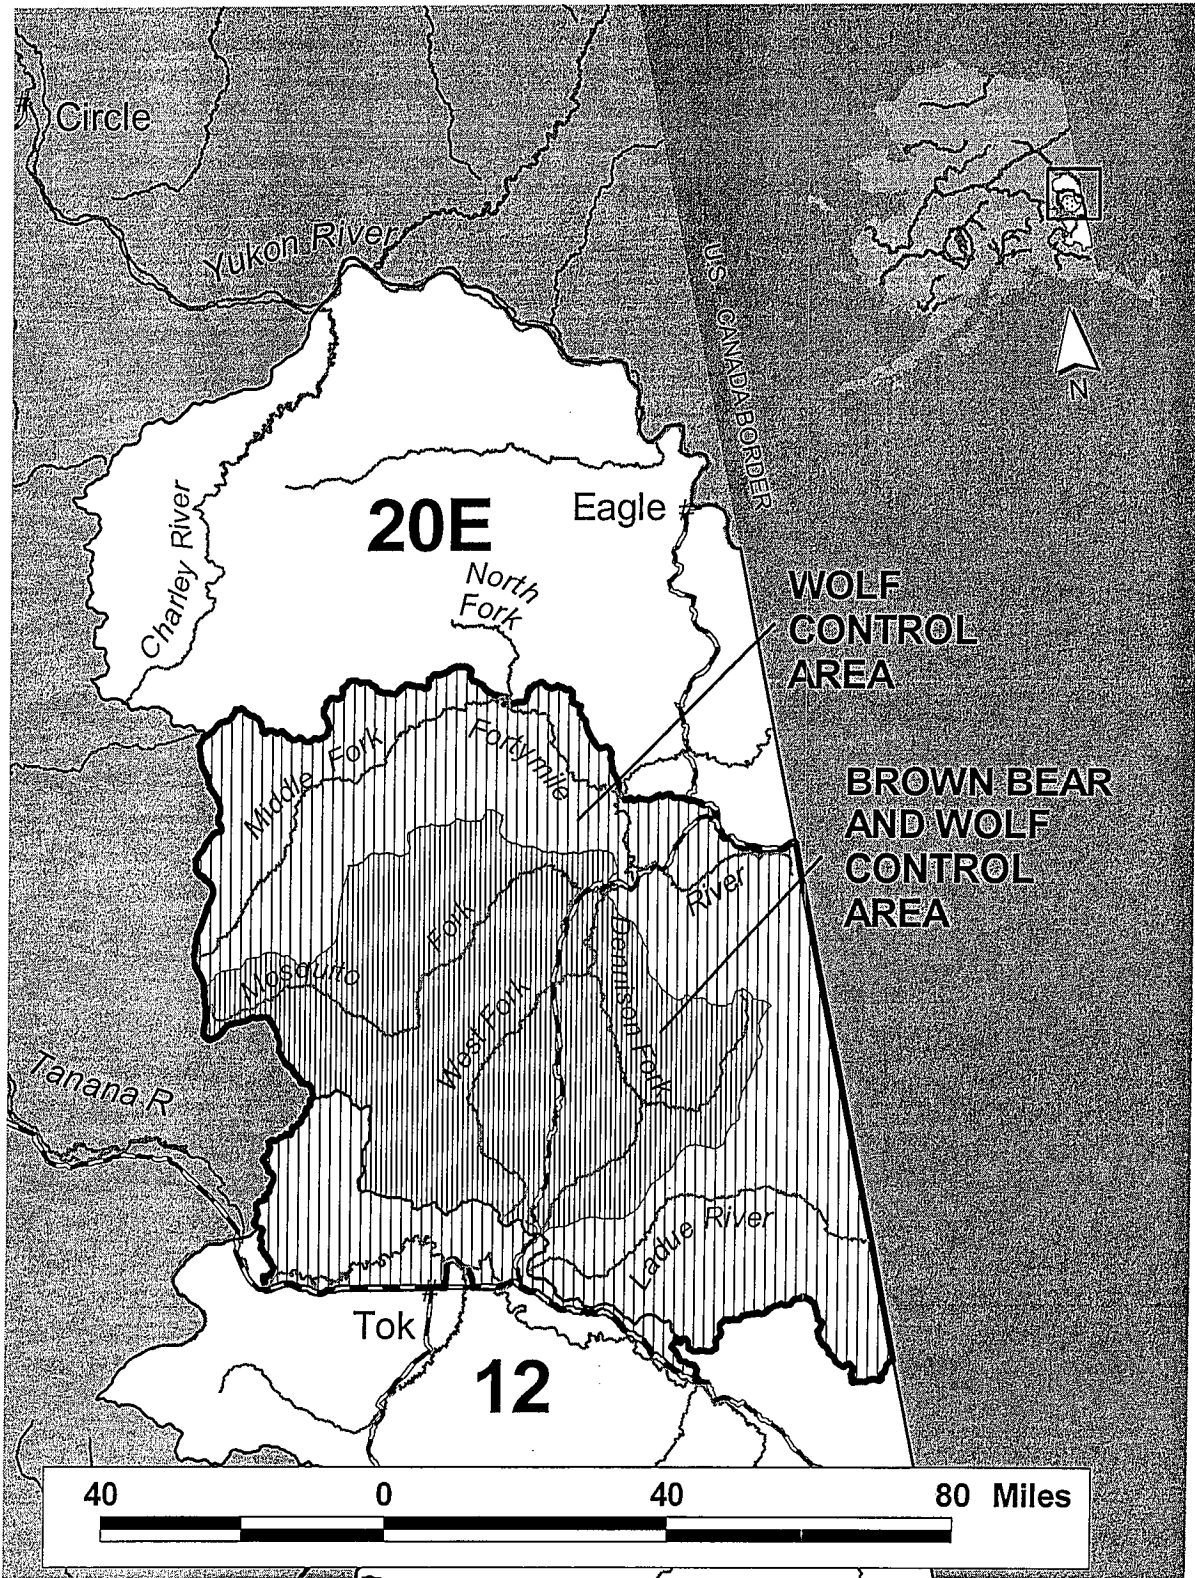 Circle
Yukon River
U.S. - CANADA BORDER
N
Eagle
20E
Charley River
North
Fork
WOLF
CONTROL
AREA
Middle Fork
Fortymile
BROWN BEAR
AND WOLF
CONTROL
AREA
River
Fork
Mosquito
Dennison Fork
West Fork
Tanana R
Ladue River
Tok
12
40 0 40 80 Miles